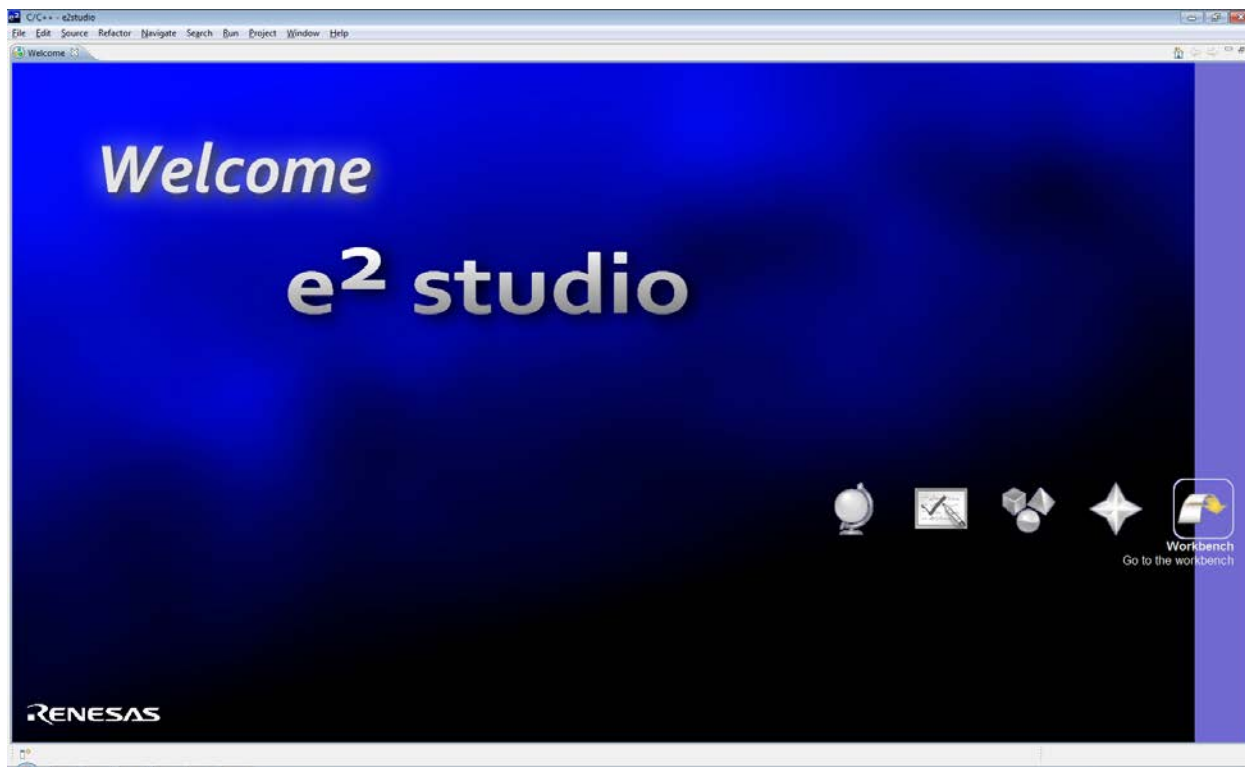 e² C/C++ - e2studio
File Edit Source Refactor Navigate Search Run Project Window Help
Welcome
Welcome
e² studio
Workbench
Go to the workbench
RENESAS